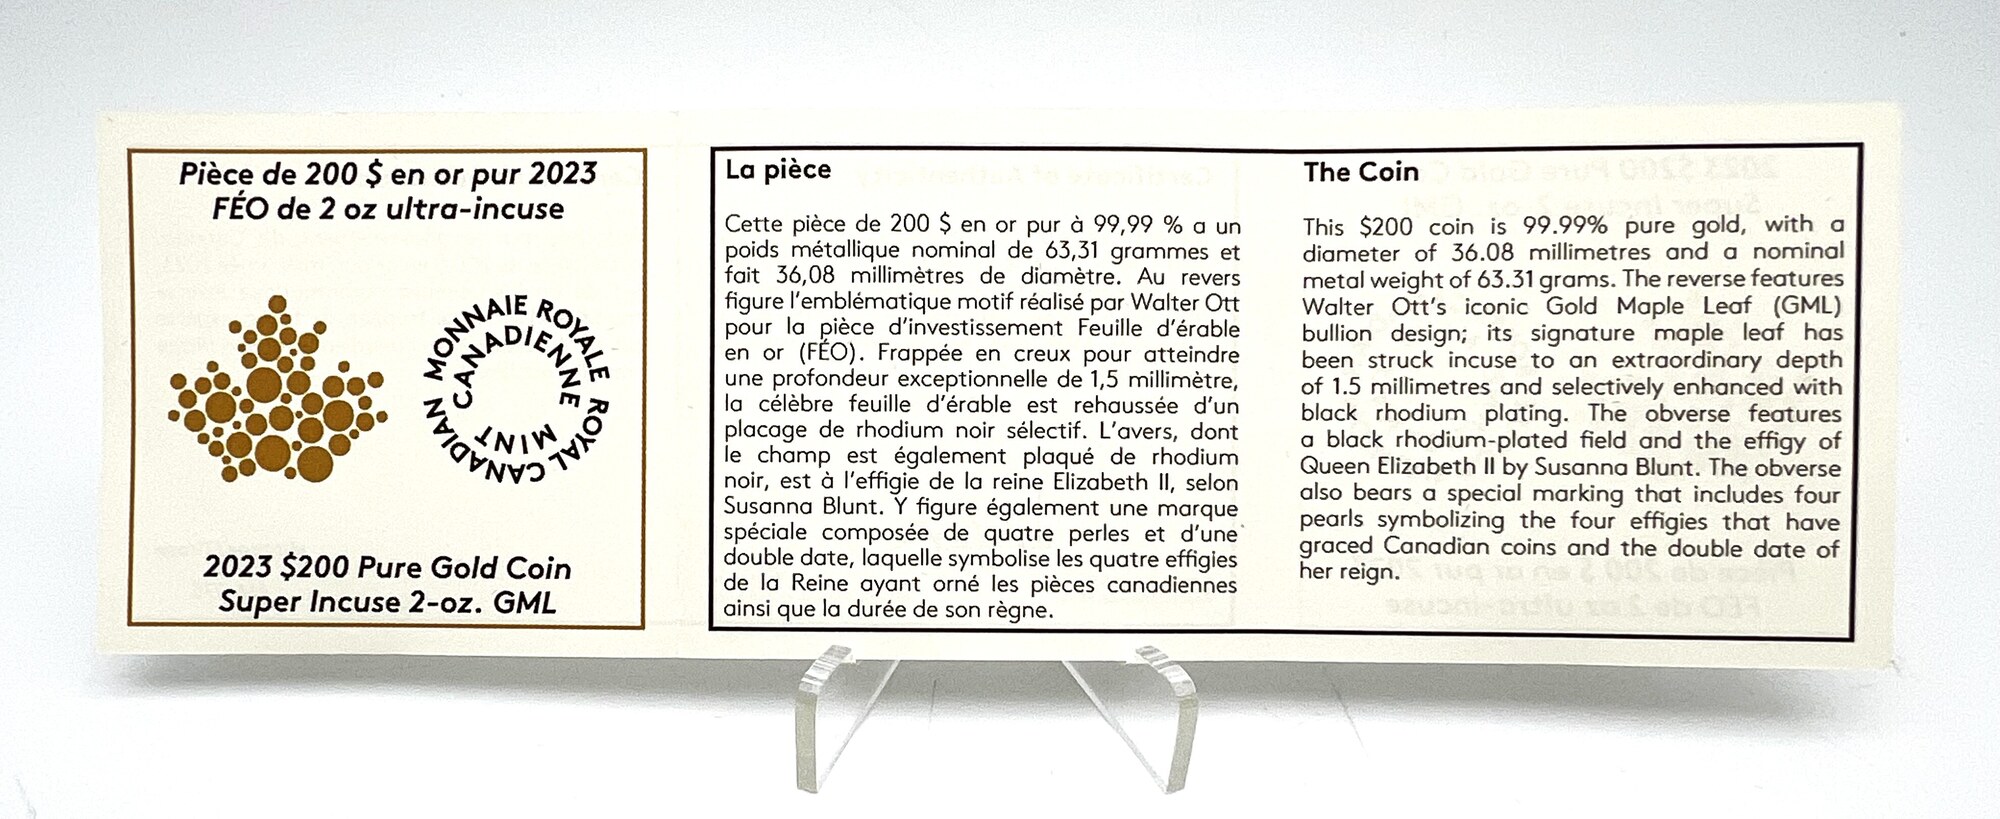 Pièce de 200 $ en or pur 2023
FÉO de 2 oz ultra-incuse
MONNAIE ROYALE CANADIENNE
ROYAL CANADIAN MINT
2023 $200 Pure Gold Coin
Super Incuse 2-oz. GML
La pièce
Cette pièce de 200 $ en or pur à 99,99 % a un
poids métallique nominal de 63,31 grammes et
fait 36,08 millimètres de diamètre. Au revers
figure l'emblématique motif réalisé par Walter Ott
pour la pièce d'investissement Feuille d'érable
en or (FÉO). Frappée en creux pour atteindre
une profondeur exceptionnelle de 1,5 millimètre,
la célèbre feuille d'érable est rehaussée d'un
placage de rhodium noir sélectif. L'avers, dont
le champ est également plaqué de rhodium
noir, est à l'effigie de la reine Elizabeth II, selon
Susanna Blunt. Y figure également une marque
spéciale composée de quatre perles et d'une
double date, laquelle symbolise les quatre effigies
de la Reine ayant orné les pièces canadiennes
ainsi que la durée de son règne.
The Coin
This $200 coin is 99.99% pure gold, with a
diameter of 36.08 millimetres and a nominal
metal weight of 63.31 grams. The reverse features
Walter Ott's iconic Gold Maple Leaf (GML)
bullion design; its signature maple leaf has
been struck incuse to an extraordinary depth
of 1.5 millimetres and selectively enhanced with
black rhodium plating. The obverse features
a black rhodium-plated field and the effigy of
Queen Elizabeth II by Susanna Blunt. The obverse
also bears a special marking that includes four
pearls symbolizing the four effigies that have
graced Canadian coins and the double date of
her reign.